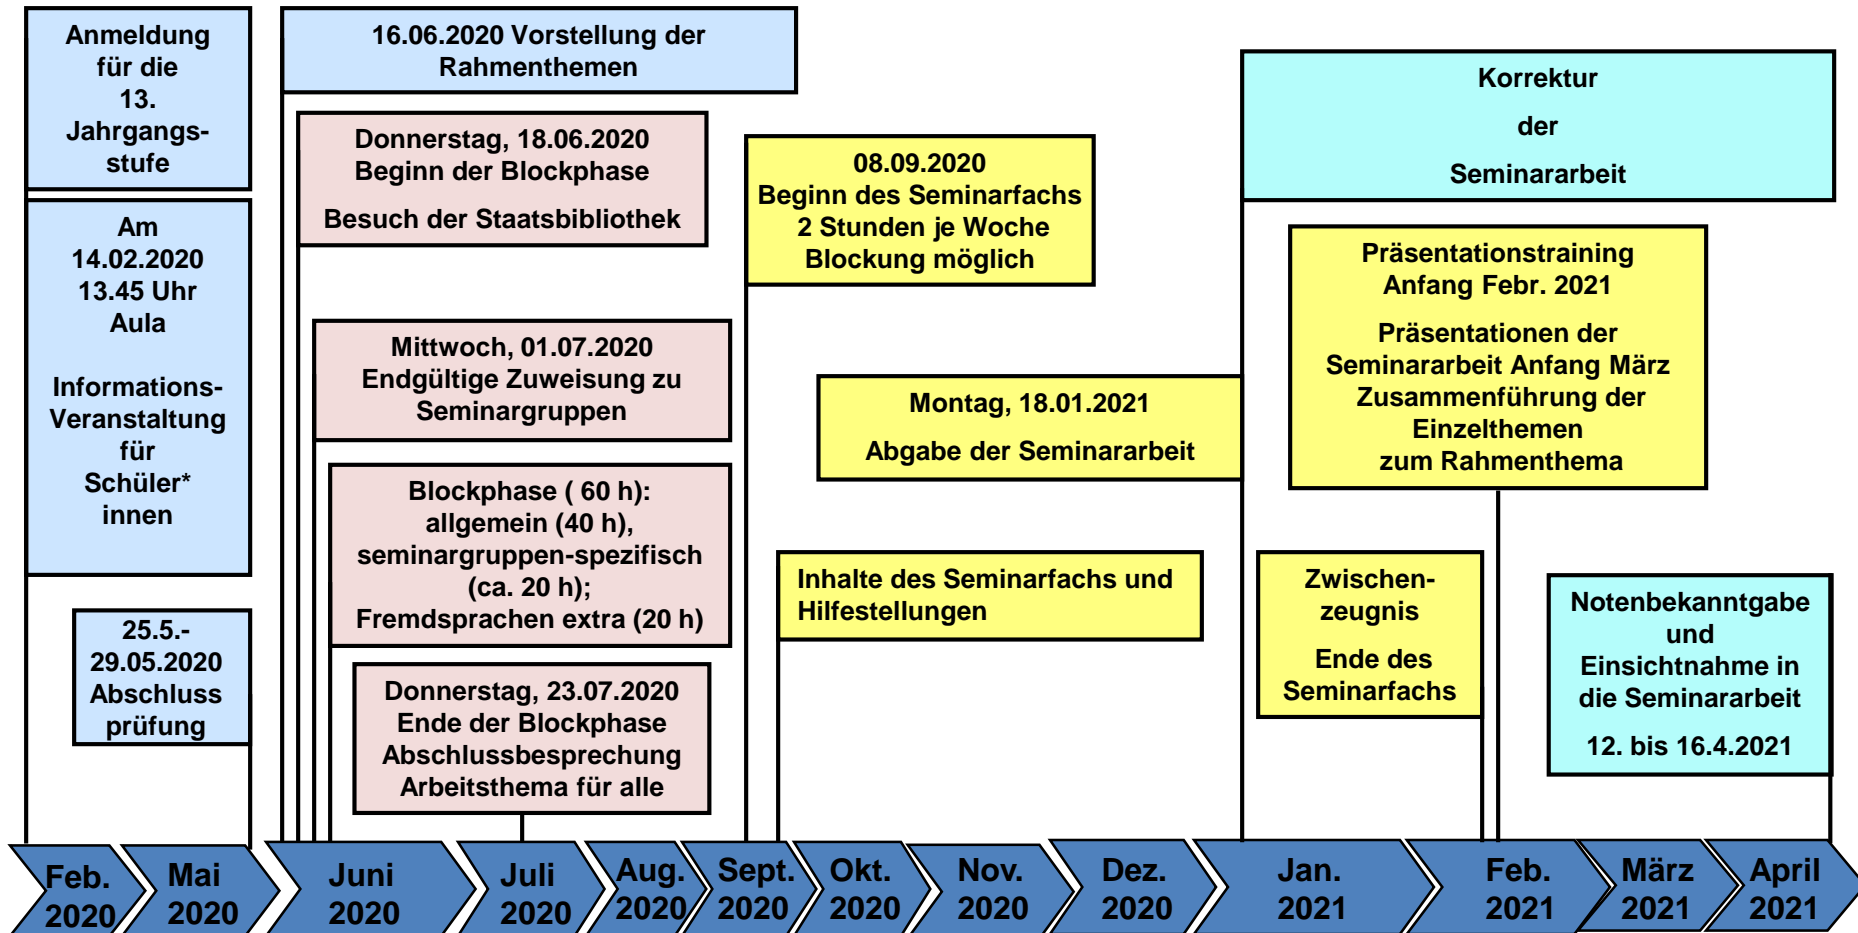 Anmeldung
für die
13.
Jahrgangs-
stufe
Am
14.02.2020
13.45 Uhr
Aula
Informations-
Veranstaltung
für
Schüler*
innen
25.5.-
29.05.2020
Abschluss
prüfung
16.06.2020 Vorstellung der
Rahmenthemen
Donnerstag, 18.06.2020
Beginn der Blockphase
Besuch der Staatsbibliothek
Mittwoch, 01.07.2020
Endgültige Zuweisung zu
Seminargruppen
Blockphase ( 60 h):
allgemein (40 h),
seminargruppen-spezifisch
(ca. 20 h);
Fremdsprachen extra (20 h)
Donnerstag, 23.07.2020
Ende der Blockphase
Abschlussbesprechung
Arbeitsthema für alle
08.09.2020
Beginn des Seminarfachs
2 Stunden je Woche
Blockung möglich
Montag, 18.01.2021
Abgabe der Seminararbeit
Inhalte des Seminarfachs und
Hilfestellungen
Korrektur
der
Seminararbeit
Präsentationstraining
Anfang Febr. 2021
Präsentationen der
Seminararbeit Anfang März
Zusammenführung der
Einzelthemen
zum Rahmenthema
Zwischen-
zeugnis
Ende des
Seminarfachs
Notenbekanntgabe
und
Einsichtnahme in
die Seminararbeit
12. bis 16.4.2021
Feb.
2020
Mai
2020
Juni
2020
Juli
2020
Aug.
2020
Sept.
2020
Okt.
2020
Nov.
2020
Dez.
2020
Jan.
2021
Feb.
2021
März
2021
April
2021